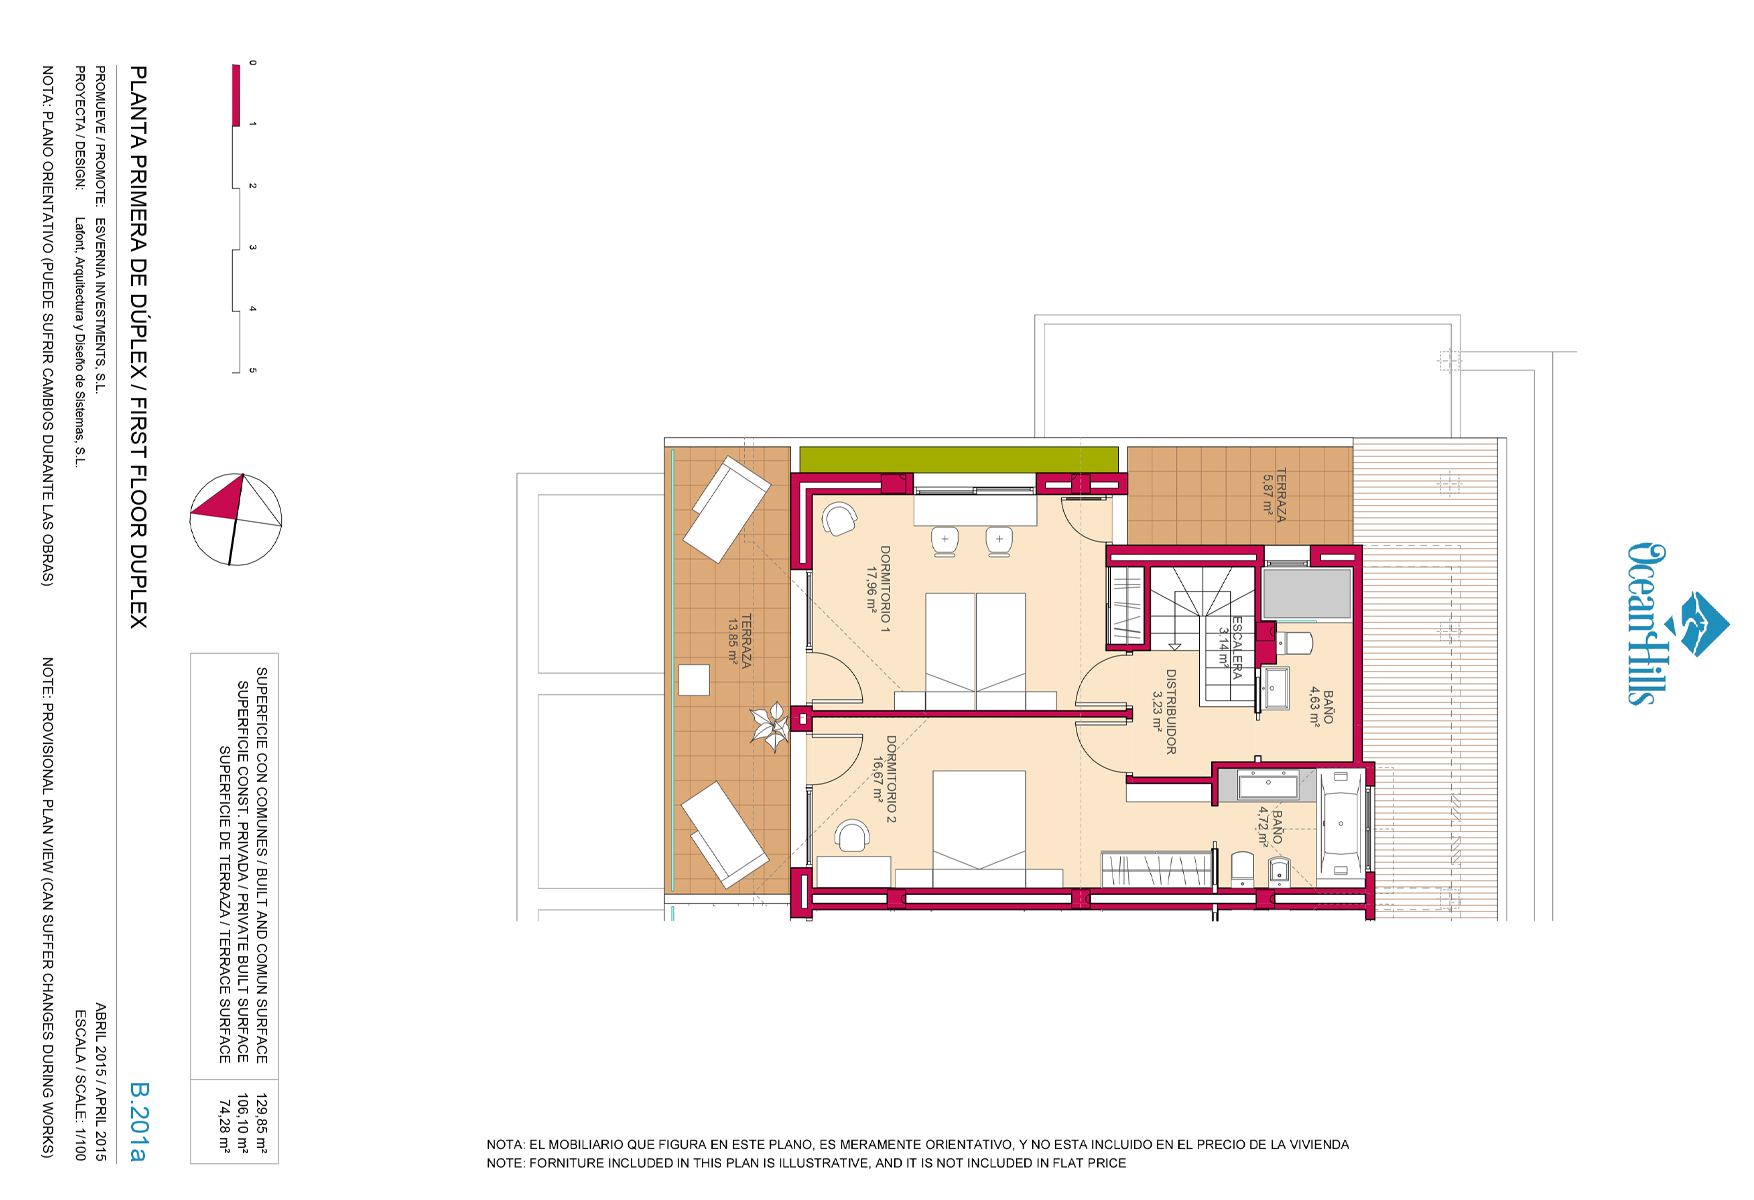 Ocean Hills
TERRAZA
5,87 m²
DORMITORIO 1
17,96 m²
ESCALERA
3.14 m²
TERRAZA
13.85 m²
DISTRIBUIDOR
3,23 m²
BAÑO
4,63 m²
DORMITORIO 2
16,67 m²
BAÑO
4,72 m²
0
1
2
3
4
5
SUPERFICIE CON COMUNES / BUILT AND COMUN SURFACE 129,85 m²
SUPERFICIE CONST. PRIVADA / PRIVATE BUILT SURFACE 106,10 m²
SUPERFICIE DE TERRAZA / TERRACE SURFACE 74,28 m²
PLANTA PRIMERA DE DÚPLEX / FIRST FLOOR DUPLEX B.201a
PROMUEVE / PROMOTE: ESVERNIA INVESTMENTS, S.L. ABRIL 2015 / APRIL 2015
PROYECTA / DESIGN: Lafont, Arquitectura y Diseño de Sistemas, S.L. ESCALA / SCALE: 1/100
NOTA: PLANO ORIENTATIVO (PUEDE SUFRIR CAMBIOS DURANTE LAS OBRAS) NOTE: PROVISIONAL PLAN VIEW (CAN SUFFER CHANGES DURING WORKS)
NOTA: EL MOBILIARIO QUE FIGURA EN ESTE PLANO, ES MERAMENTE ORIENTATIVO, Y NO ESTA INCLUIDO EN EL PRECIO DE LA VIVIENDA
NOTE: FORNITURE INCLUDED IN THIS PLAN IS ILLUSTRATIVE, AND IT IS NOT INCLUDED IN FLAT PRICE